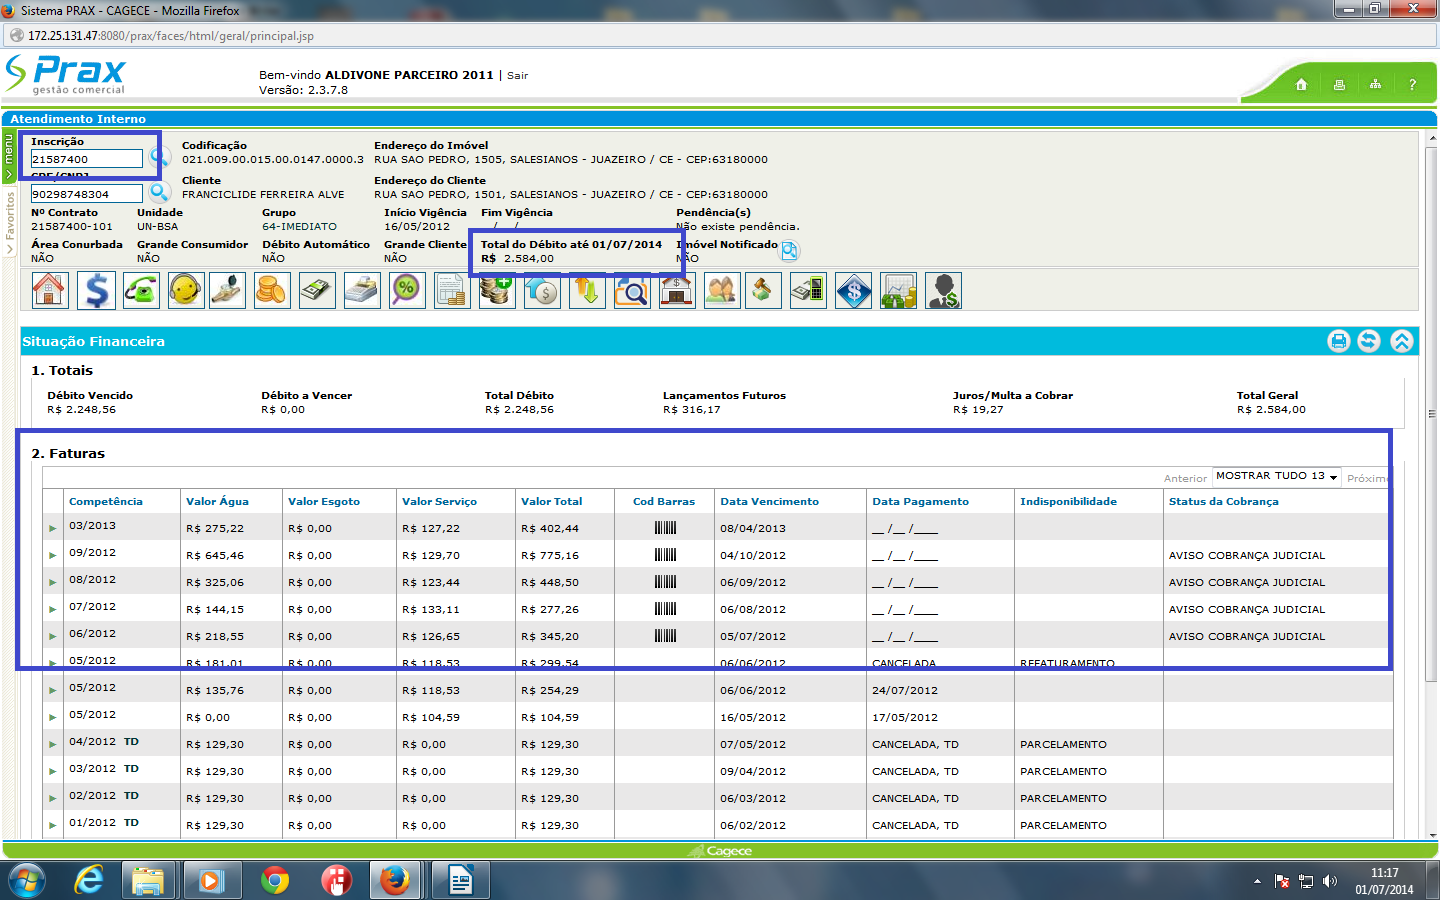 Sistema PRAX - CAGECE - Mozilla Firefox
172.25.131.47:8080/prax/faces/html/geral/principal.jsp
Prax
gestão comercial
Bem-vindo ALDIVONE PARCEIRO 2011 | Sair
Versão: 2.3.7.8
?
Atendimento Interno
menu
Favoritos
Inscrição Codificação Endereço do Imóvel
21587400 021.009.00.015.00.0147.0000.3 RUA SAO PEDRO, 1505, SALESIANOS - JUAZEIRO / CE - CEP:63180000
CPF/CNPJ Cliente Endereço do Cliente
90298748304 FRANCICLIDE FERREIRA ALVE RUA SAO PEDRO, 1501, SALESIANOS - JUAZEIRO / CE - CEP:63180000
Nº Contrato Unidade Grupo Início Vigência Fim Vigência Pendência(s)
21587400-101 UN-BSA 64-IMEDIATO 16/05/2012 __/__/____ Não existe pendência.
Área Conurbada Grande Consumidor Débito Automático Grande Cliente Total do Débito até 01/07/2014 Imóvel Notificado
NÃO NÃO NÃO NÃO R$ 2.584,00 NÃO
Situação Financeira
1. Totais
Débito Vencido Débito a Vencer Total Débito Lançamentos Futuros Juros/Multa a Cobrar Total Geral
R$ 2.248,56 R$ 0,00 R$ 2.248,56 R$ 316,17 R$ 19,27 R$ 2.584,00
2. Faturas
Anterior MOSTRAR TUDO 13 Próximo
Competência Valor Água Valor Esgoto Valor Serviço Valor Total Cod Barras Data Vencimento Data Pagamento Indisponibilidade Status da Cobrança
03/2013 R$ 275,22 R$ 0,00 R$ 127,22 R$ 402,44 08/04/2013 __ /__ /____
09/2012 R$ 645,46 R$ 0,00 R$ 129,70 R$ 775,16 04/10/2012 __ /__ /____ AVISO COBRANÇA JUDICIAL
08/2012 R$ 325,06 R$ 0,00 R$ 123,44 R$ 448,50 06/09/2012 __ /__ /____ AVISO COBRANÇA JUDICIAL
07/2012 R$ 144,15 R$ 0,00 R$ 133,11 R$ 277,26 06/08/2012 __ /__ /____ AVISO COBRANÇA JUDICIAL
06/2012 R$ 218,55 R$ 0,00 R$ 126,65 R$ 345,20 05/07/2012 __ /__ /____ AVISO COBRANÇA JUDICIAL
05/2012 R$ 181,01 R$ 0,00 R$ 118,53 R$ 299,54 06/06/2012 CANCELADA REFATURAMENTO
05/2012 R$ 135,76 R$ 0,00 R$ 118,53 R$ 254,29 06/06/2012 24/07/2012
05/2012 R$ 0,00 R$ 0,00 R$ 104,59 R$ 104,59 16/05/2012 17/05/2012
04/2012 TD R$ 129,30 R$ 0,00 R$ 0,00 R$ 129,30 07/05/2012 CANCELADA, TD PARCELAMENTO
03/2012 TD R$ 129,30 R$ 0,00 R$ 0,00 R$ 129,30 09/04/2012 CANCELADA, TD PARCELAMENTO
02/2012 TD R$ 129,30 R$ 0,00 R$ 0,00 R$ 129,30 06/03/2012 CANCELADA, TD PARCELAMENTO
01/2012 TD R$ 129,30 R$ 0,00 R$ 0,00 R$ 129,30 06/02/2012 CANCELADA, TD PARCELAMENTO
Cagece
11:17
01/07/2014